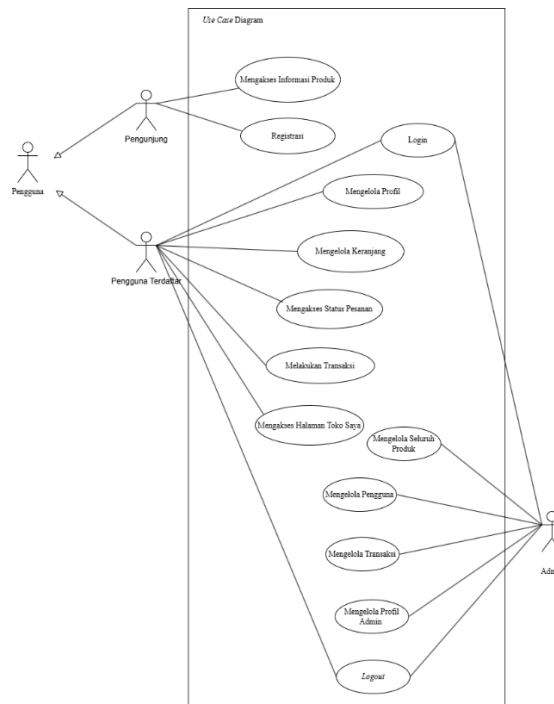 Use Case Diagram
Mengakses Informasi Produk
Pengunjung
Registrasi
Login
Pengguna
Mengelola Profil
Mengelola Keranjang
Pengguna Terdaftar
Mengakses Status Pesanan
Melakukan Transaksi
Mengakses Halaman Toko Saya
Mengelola Seluruh
Produk
Mengelola Pengguna
Mengelola Transaksi
Adm
Mengelola Profil
Admin
Logout